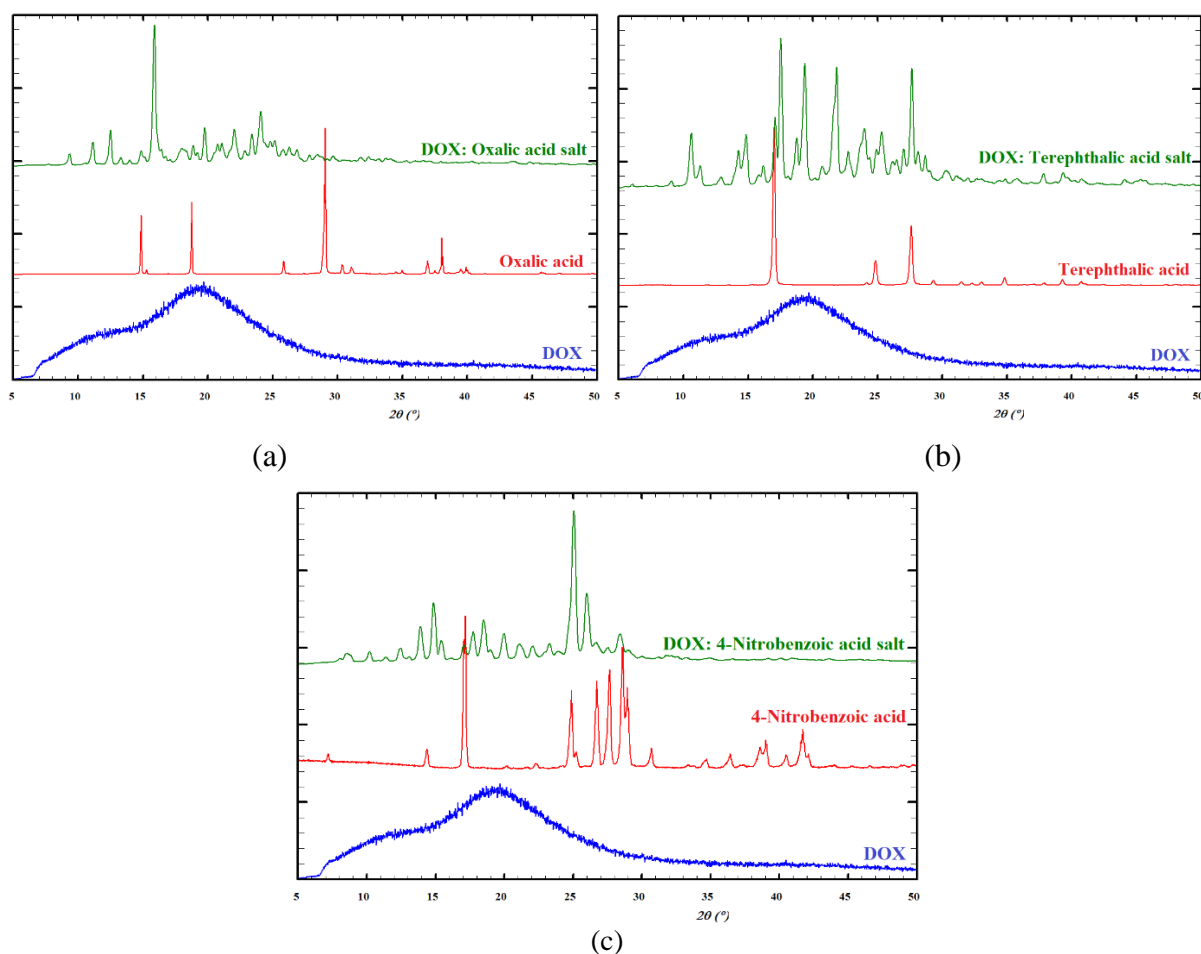 DOX: Oxalic acid salt
Oxalic acid
DOX
5 10 15 20 25 30 35 40 45 50
2θ (°)
(a)
DOX: Terephthalic acid salt
Terephthalic acid
DOX
5 10 15 20 25 30 35 40 45 50
2θ (°)
(b)
DOX: 4-Nitrobenzoic acid salt
4-Nitrobenzoic acid
DOX
5 10 15 20 25 30 35 40 45 50
2θ (°)
(c)